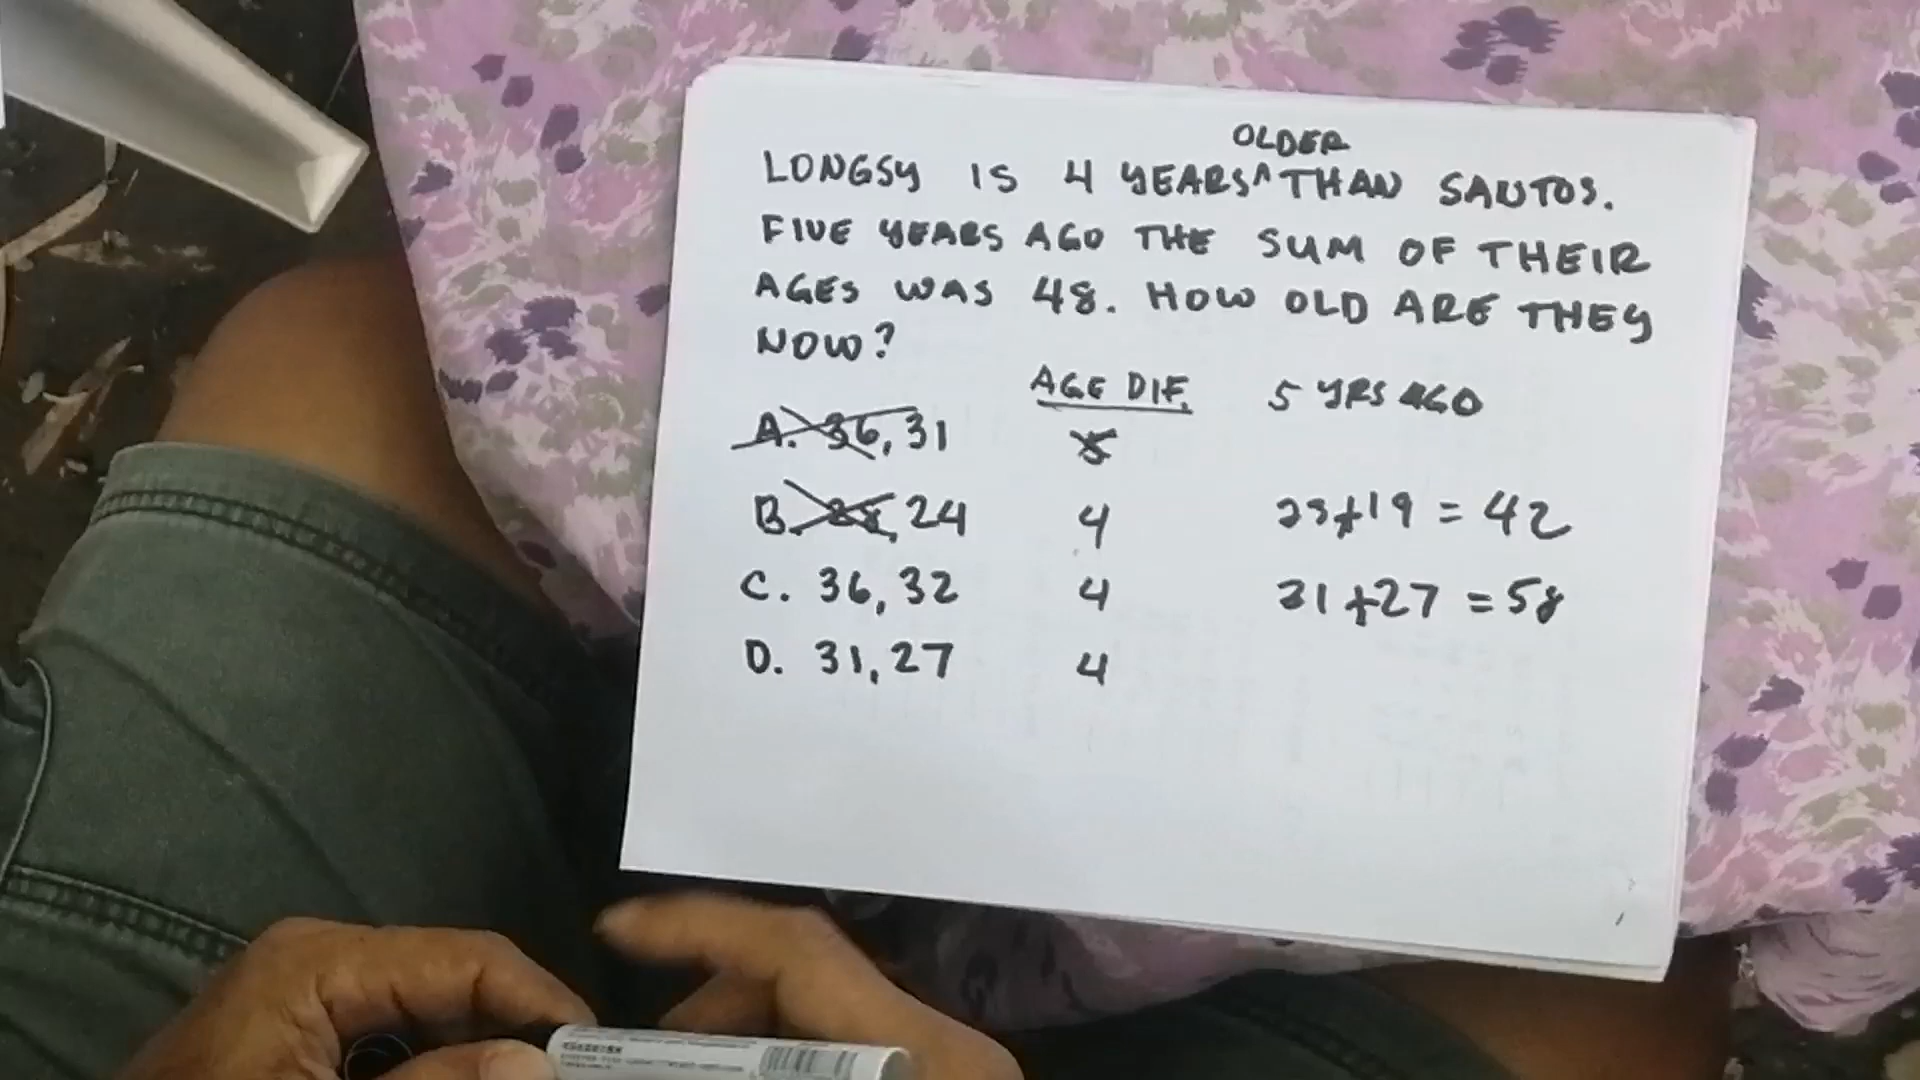 OLDER
LONGSY IS 4 YEARS^THAN SANTOS.
FIVE YEARS AGO THE SUM OF THEIR
AGES WAS 48. HOW OLD ARE THEY
NOW?
AGE DIF. 5 YRS AGO
A. 36, 31 5
B. 28, 24 4 23+19 = 42
C. 36, 32 4 31+27 = 58
D. 31, 27 4